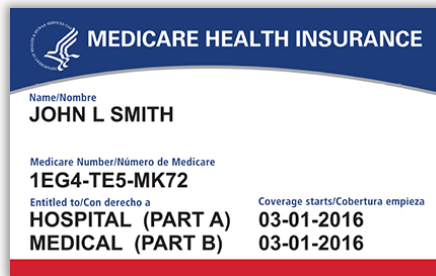 MEDICARE HEALTH INSURANCE
Name/Nombre
JOHN L SMITH
Medicare Number/Número de Medicare
1EG4-TE5-MK72
Entitled to/Con derecho a Coverage starts/Cobertura empieza
HOSPITAL (PART A) 03-01-2016
MEDICAL (PART B) 03-01-2016